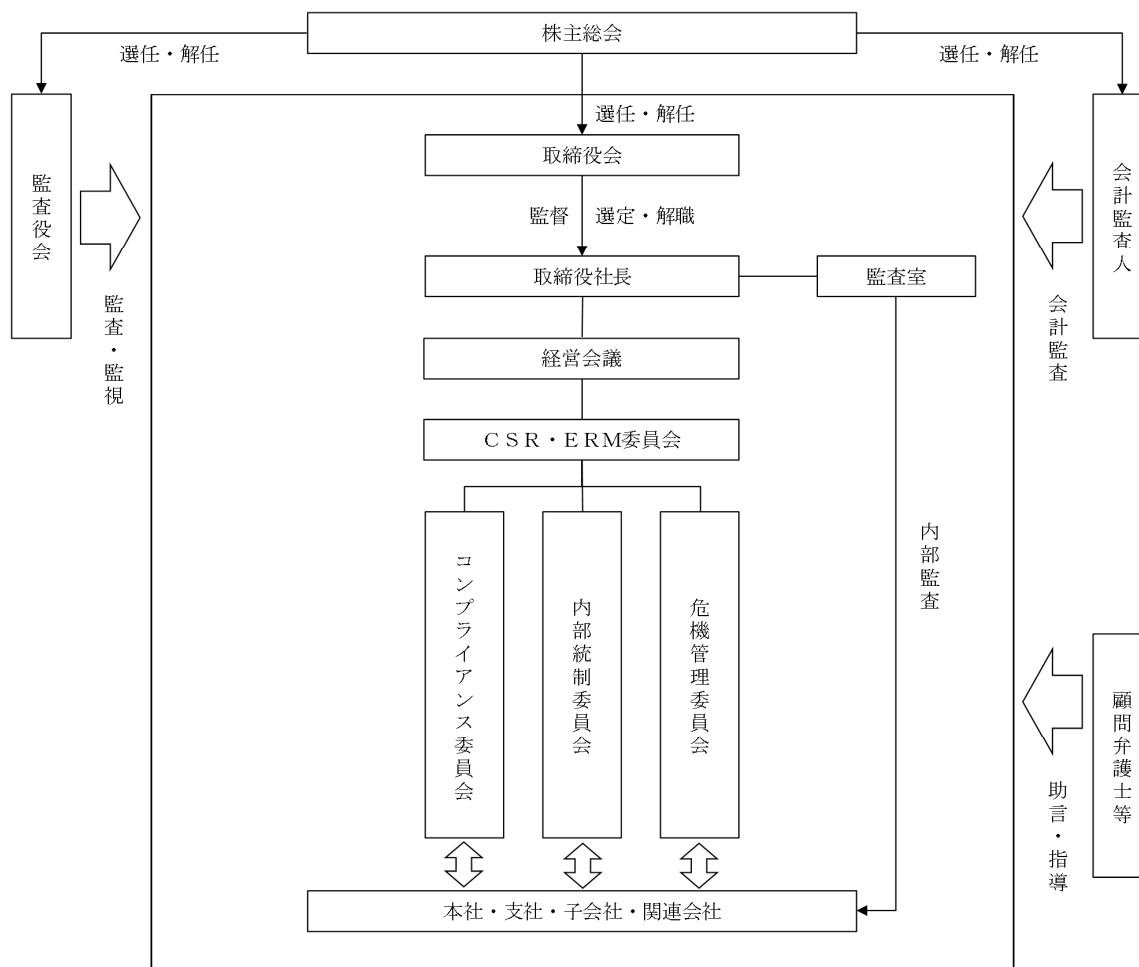 株主総会
選任・解任
選任・解任
選任・解任
取締役会
監査役会
会計監査人
監督
選定・解職
取締役社長
監査室
監査・監視
会計監査
経営会議
ＣＳＲ・ＥＲＭ委員会
コンプライアンス委員会
内部統制委員会
危機管理委員会
内部監査
顧問弁護士等
助言・指導
本社・支社・子会社・関連会社